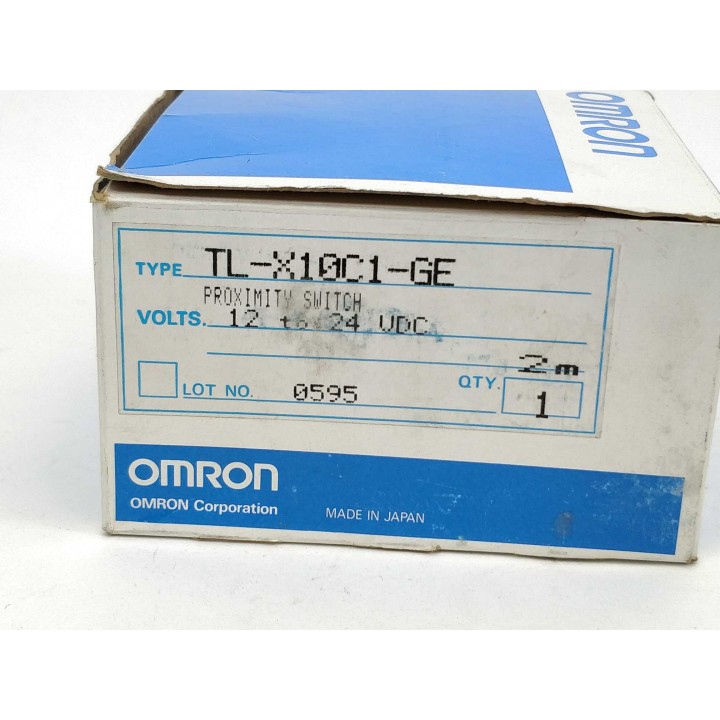 OMRON
TYPE TL-X10C1-GE
PROXIMITY SWITCH
VOLTS. 12 to 24 VDC
2m
LOT NO. 0595 QTY. 1
OMRON
OMRON Corporation MADE IN JAPAN